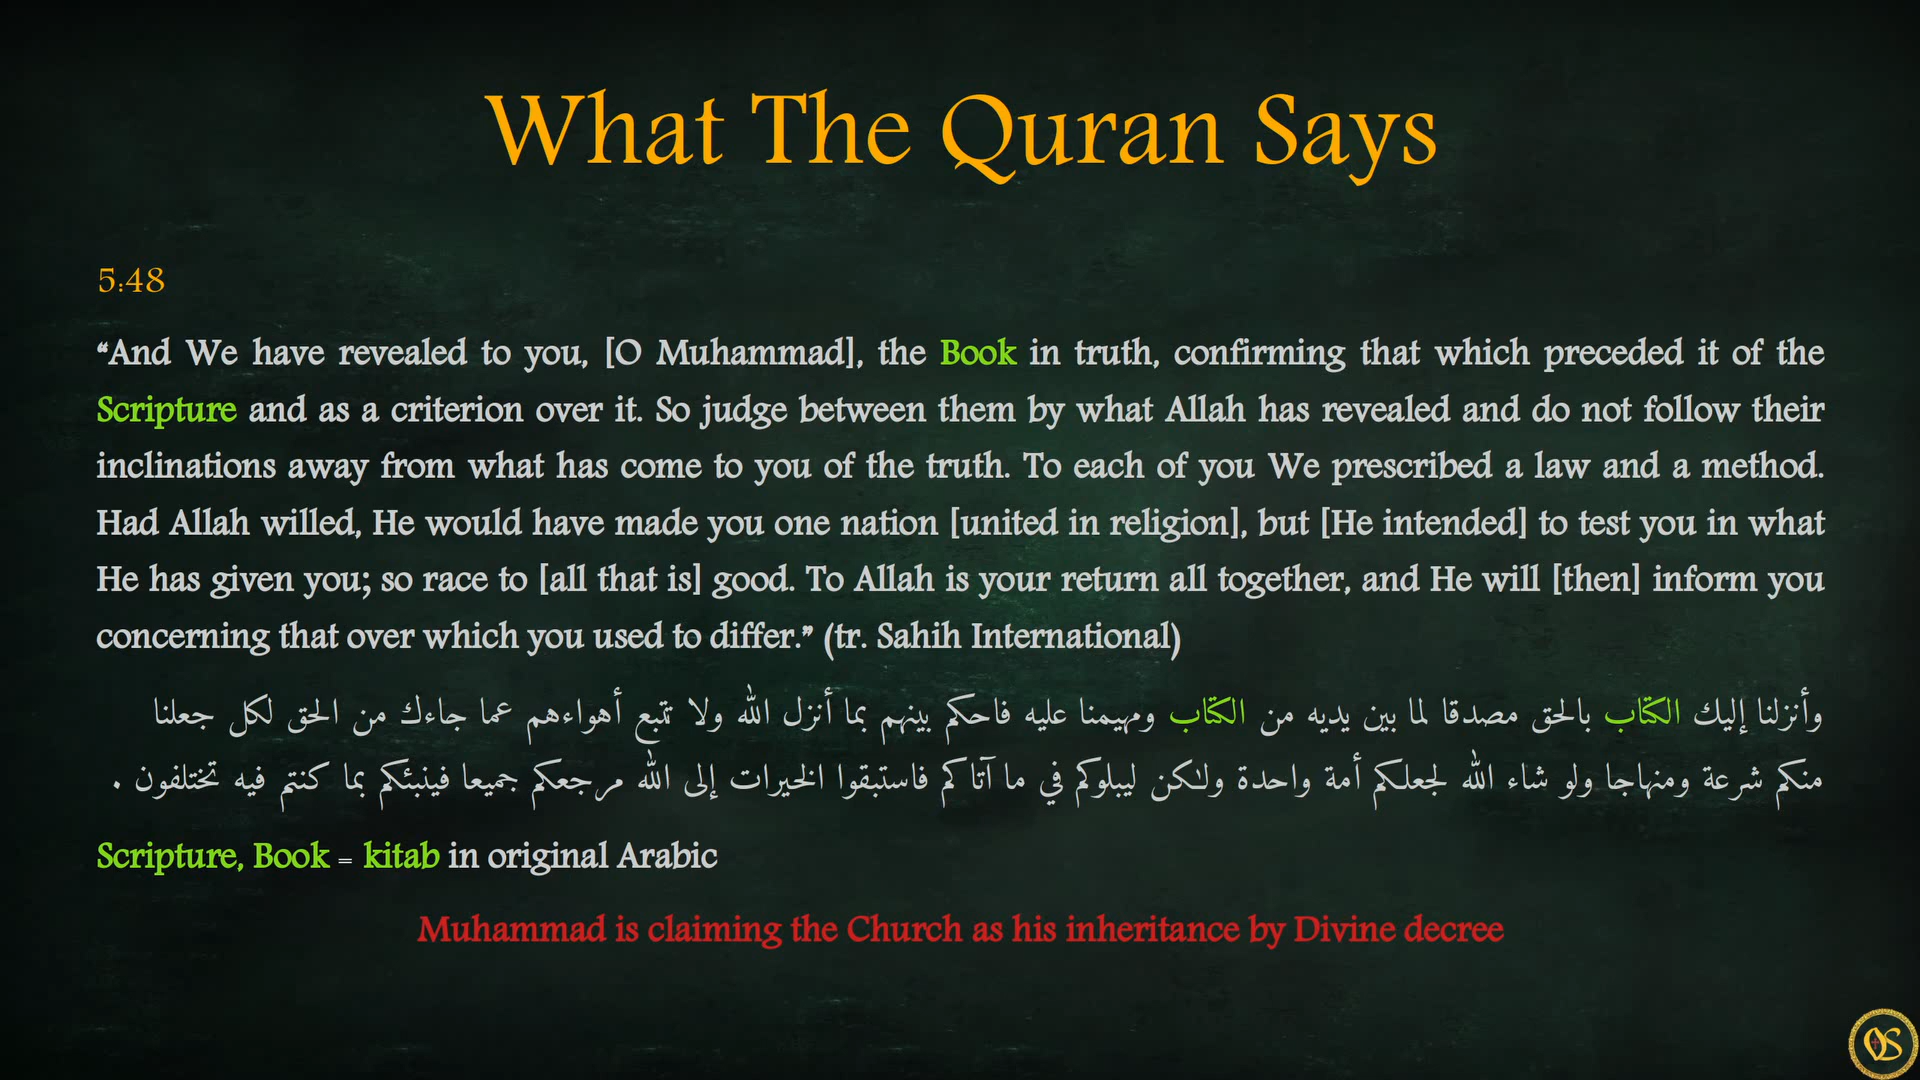 What The Quran Says
5:48
“And We have revealed to you, [O Muhammad], the Book in truth, confirming that which preceded it of the
Scripture and as a criterion over it. So judge between them by what Allah has revealed and do not follow their
inclinations away from what has come to you of the truth. To each of you We prescribed a law and a method.
Had Allah willed, He would have made you one nation [united in religion], but [He intended] to test you in what
He has given you; so race to [all that is] good. To Allah is your return all together, and He will [then] inform you
concerning that over which you used to differ.” (tr. Sahih International)
وأنزلنا إليك الكتاب بالحق مصدقا لما بين يديه من الكتاب ومهيمنا عليه فاحكم بينهم بما أنزل الله ولا تتبع أهواءهم عما جاءك من الحق لكل جعلنا
منكم شرعة ومنهاجا ولو شاء الله لجعلكم أمة واحدة ولـٰكن ليبلوكم في ما آتاكم فاستبقوا الخيرات إلى الله مرجعكم جميعا فينبئكم بما كنتم فيه تختلفون .
Scripture, Book = kitab in original Arabic
Muhammad is claiming the Church as his inheritance by Divine decree